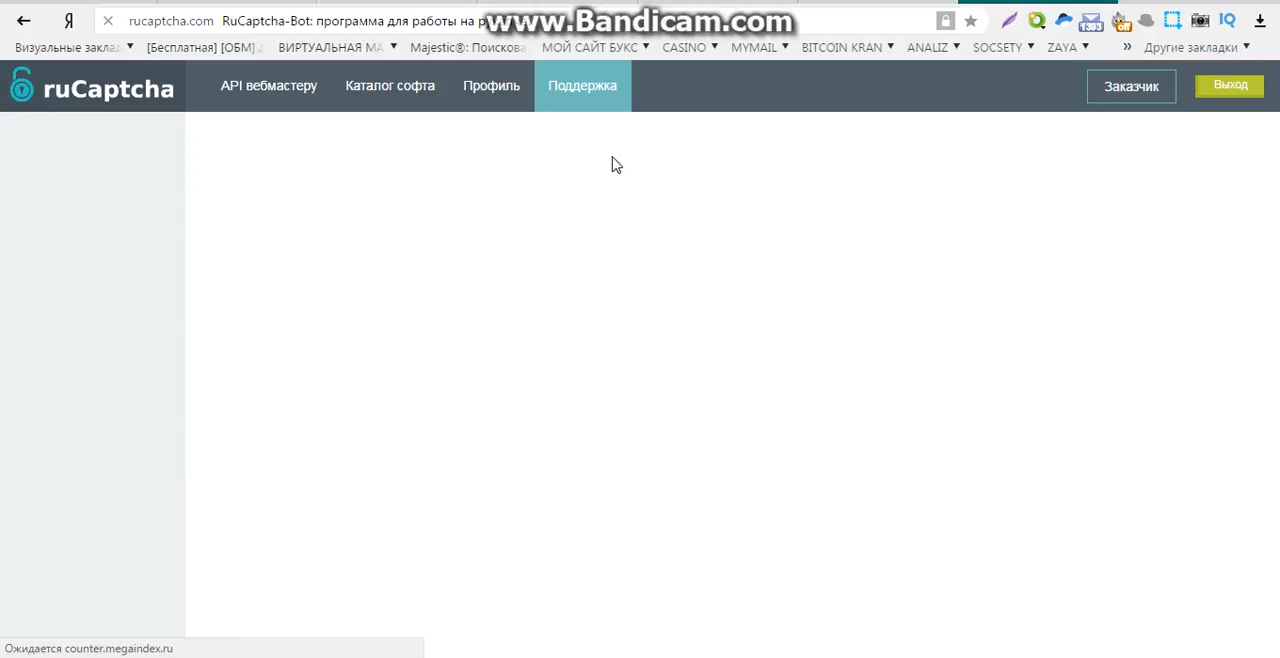 www.Bandicam.com
Я rucaptcha.com RuCaptcha-Bot: программа для работы на
Визуальные заклад [Бесплатная] [ОБМ] ВИРТУАЛЬНАЯ МА Majestic®: Поискова МОЙ САЙТ БУКС CASINO MYMAIL BITCOIN KRAN ANALIZ SOCSETY ZAYA » Другие закладки
ruCaptcha API вебмастеру Каталог софта Профиль Поддержка Заказчик Выход
Ожидается counter.megaindex.ru